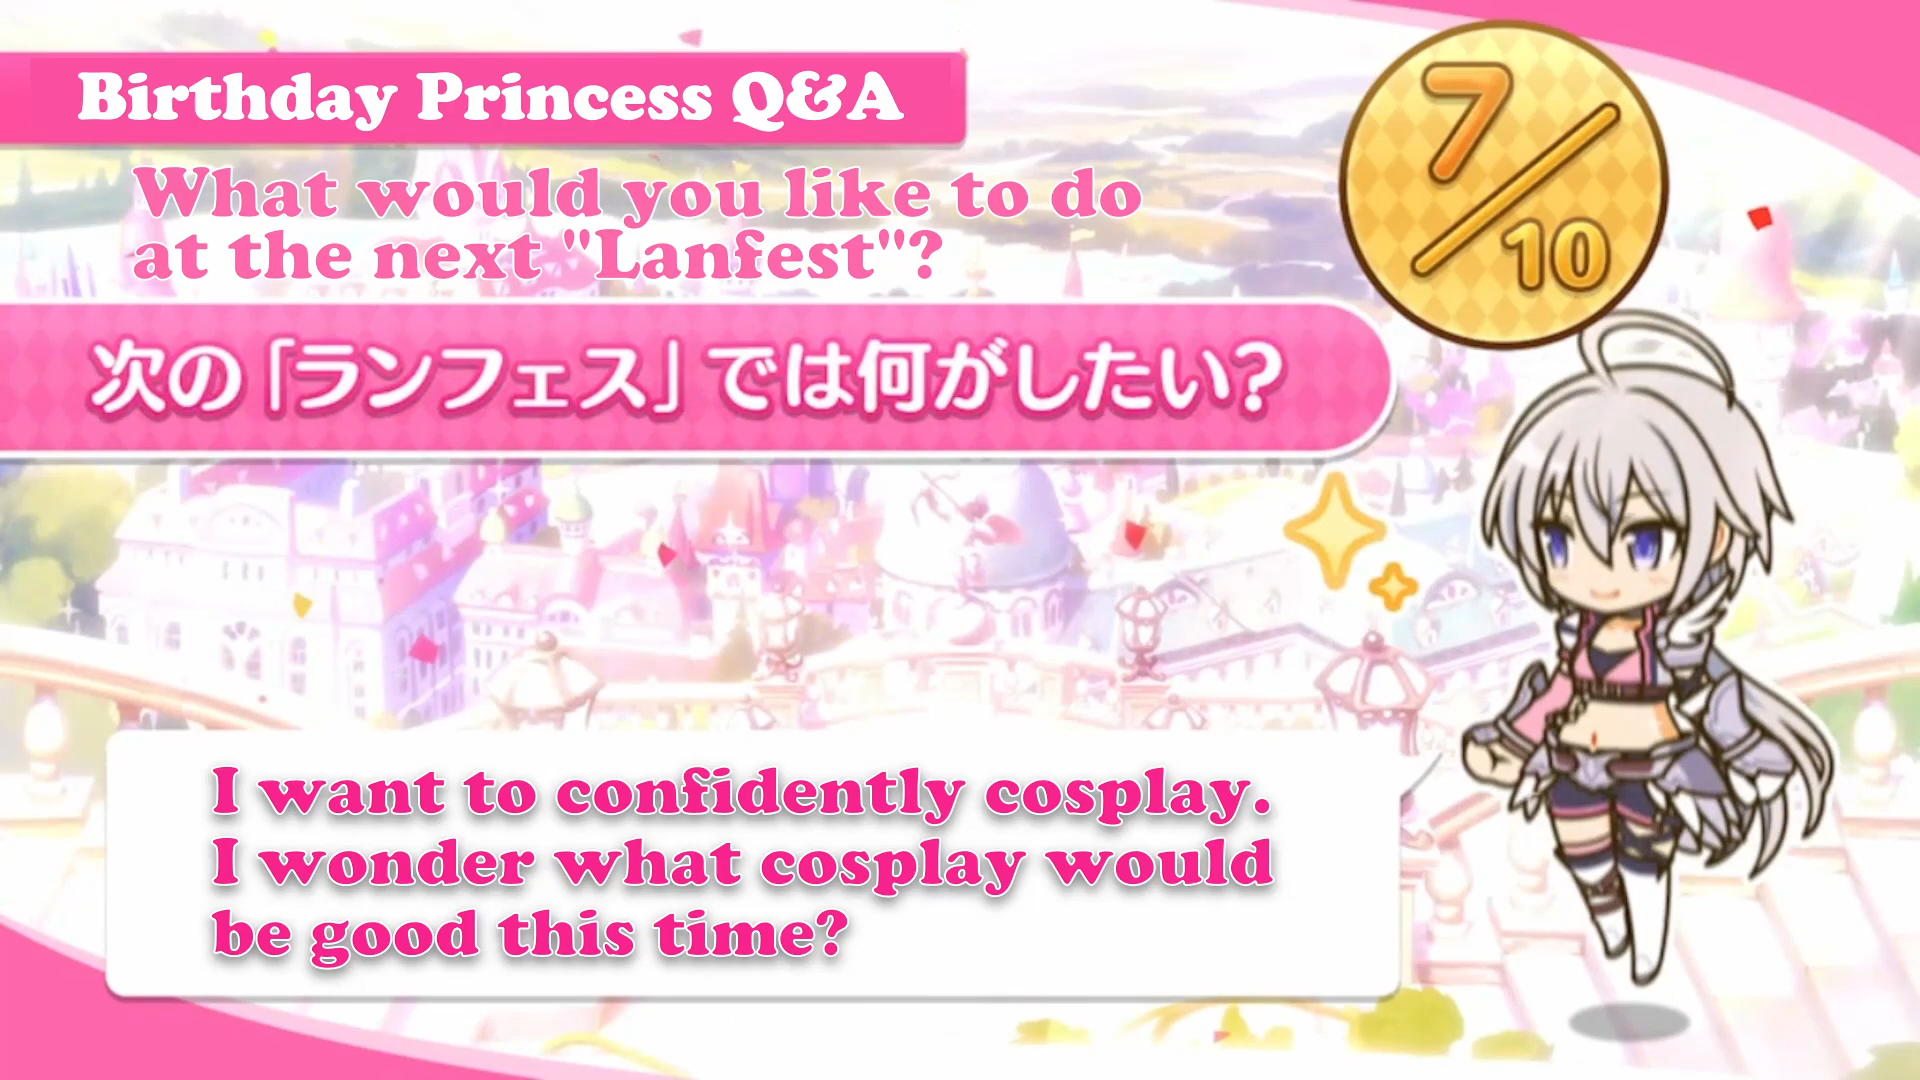 Birthday Princess Q&A
7/10
What would you like to do
at the next "Lanfest"?
次の「ランフェス」では何がしたい?
I want to confidently cosplay.
I wonder what cosplay would
be good this time?